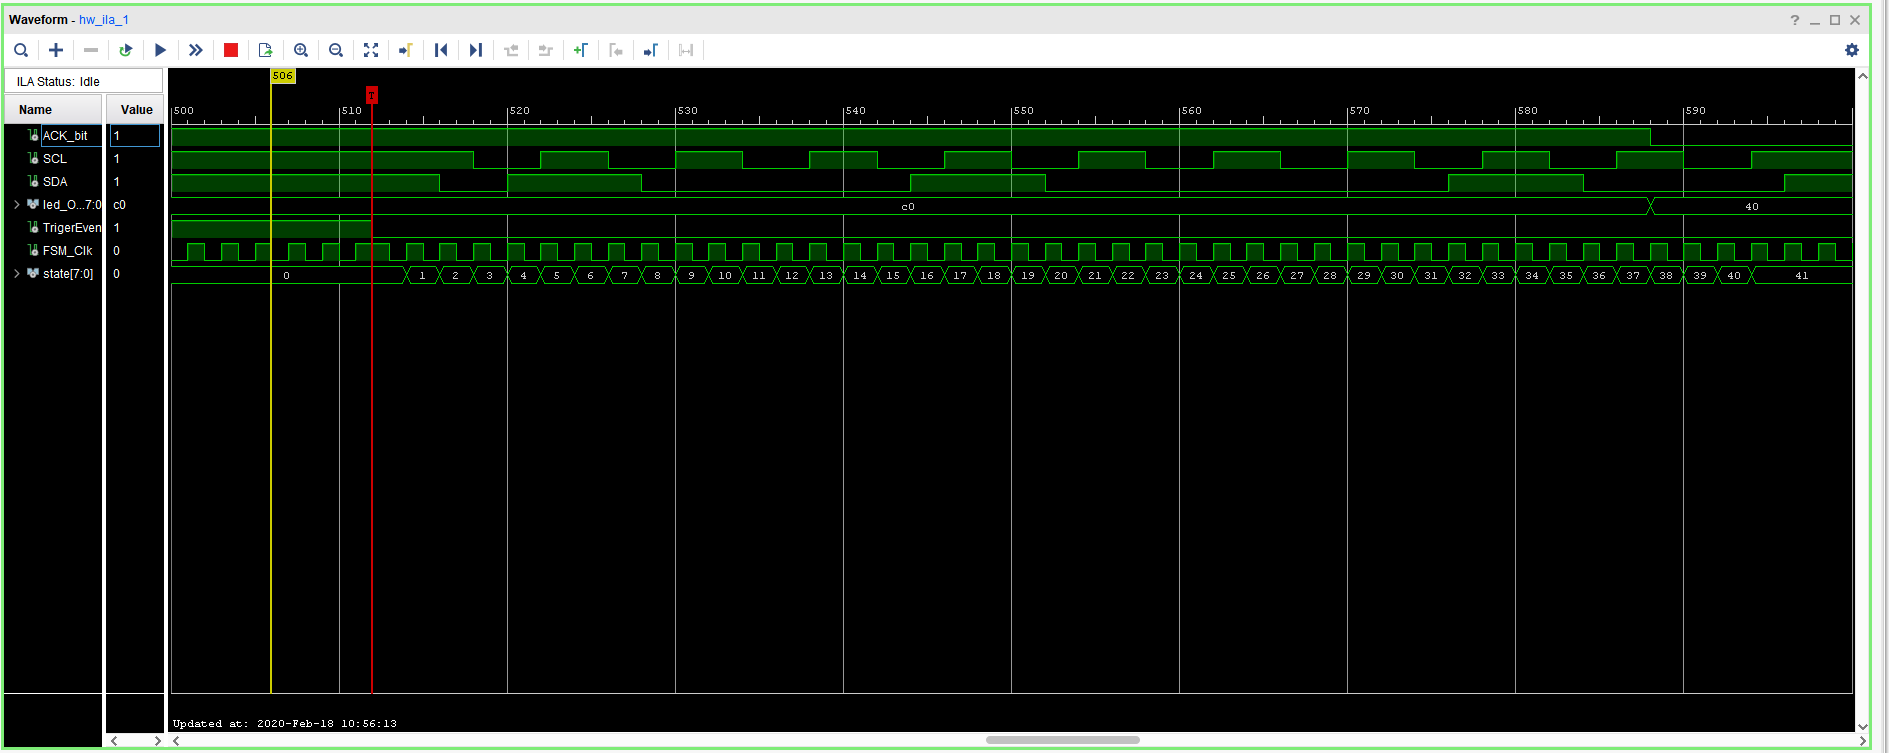 Waveform - hw_ila_1
?
ILA Status: Idle
506
T
Name Value
500 510 520 530 540 550 560 570 580 590
ACK_bit 1
SCL 1
SDA 1
led_O...7:0 c0 c0 40
TrigerEven 1
FSM_Clk 0
state[7:0] 0 0 1 2 3 4 5 6 7 8 9 10 11 12 13 14 15 16 17 18 19 20 21 22 23 24 25 26 27 28 29 30 31 32 33 34 35 36 37 38 39 40 41
Updated at: 2020-Feb-18 10:56:13